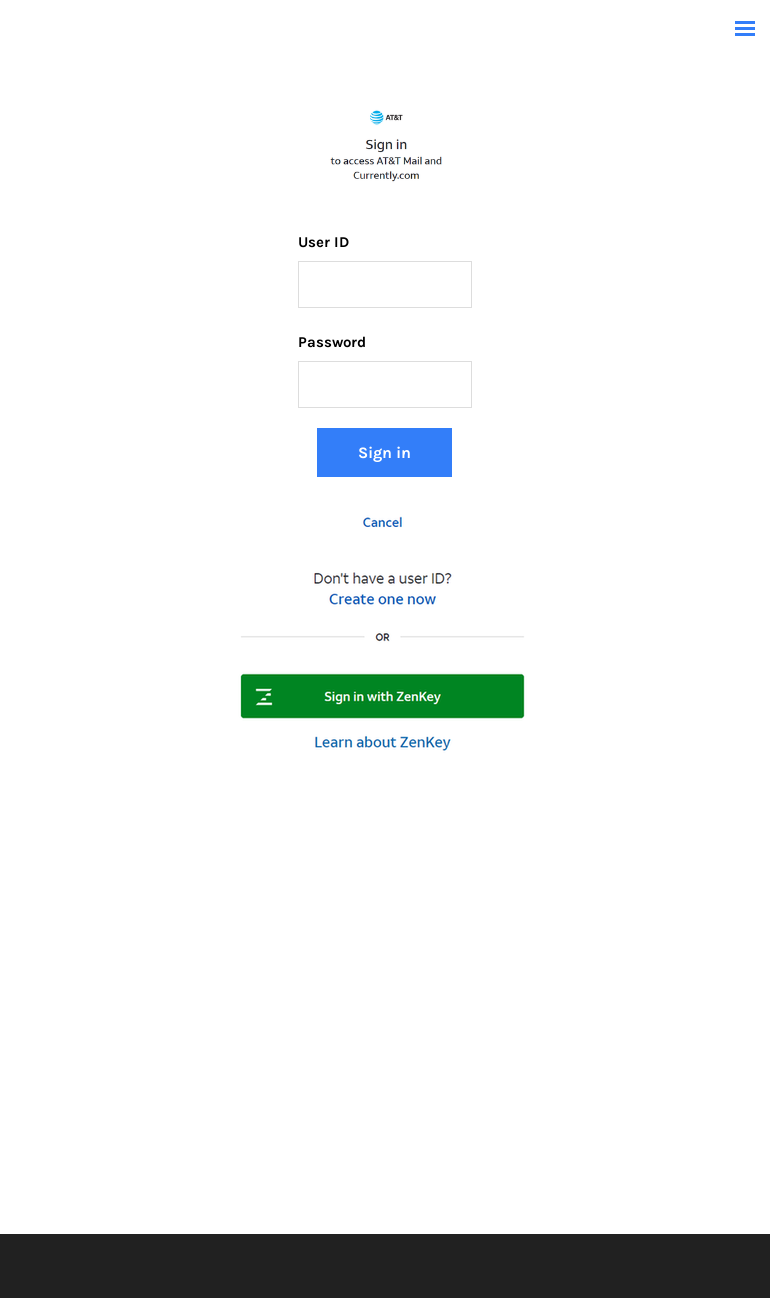 AT&T
Sign in
to access AT&T Mail and
Currently.com
User ID
Password
Sign in
Cancel
Don't have a user ID?
Create one now
OR
Sign in with ZenKey
Learn about ZenKey